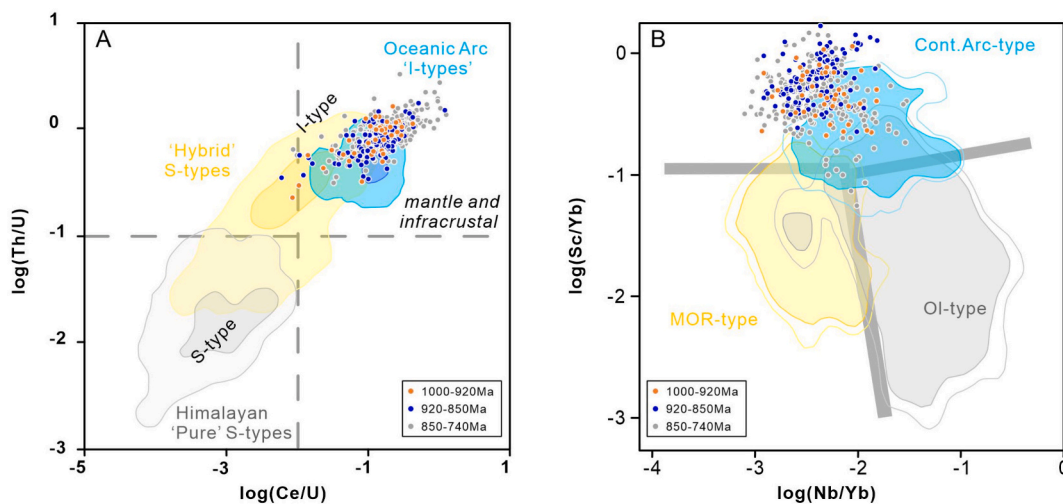 A
Oceanic Arc
'I-types'
I-type
'Hybrid'
S-types
mantle and
infracrustal
S-type
Himalayan
'Pure' S-types
1000-920Ma
920-850Ma
850-740Ma
1
0
-1
-2
-3
-5
-3
-1
1
log(Th/U)
log(Ce/U)
B
Cont.Arc-type
MOR-type
OI-type
1000-920Ma
920-850Ma
850-740Ma
0
-1
-2
-3
-4
-3
-2
-1
0
log(Sc/Yb)
log(Nb/Yb)